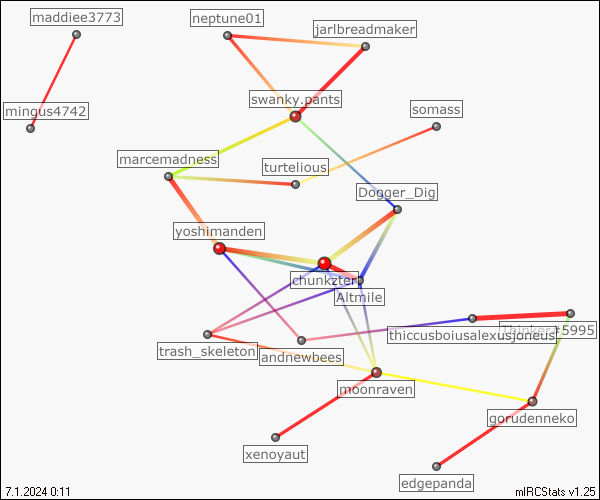 maddiee3773
neptune01
jarlbreadmaker
swanky.pants
mingus4742
somass
marcemadness
turtelious
Dogger_Dig
yoshimanden
chunkzter
Altmile
thiccusboiusalexusjoneus
5995
trash_skeleton
andnewbees
moonraven
gorudenneko
xenoyaut
edgepanda
7.1.2024 0:11
mIRCStats v1.25